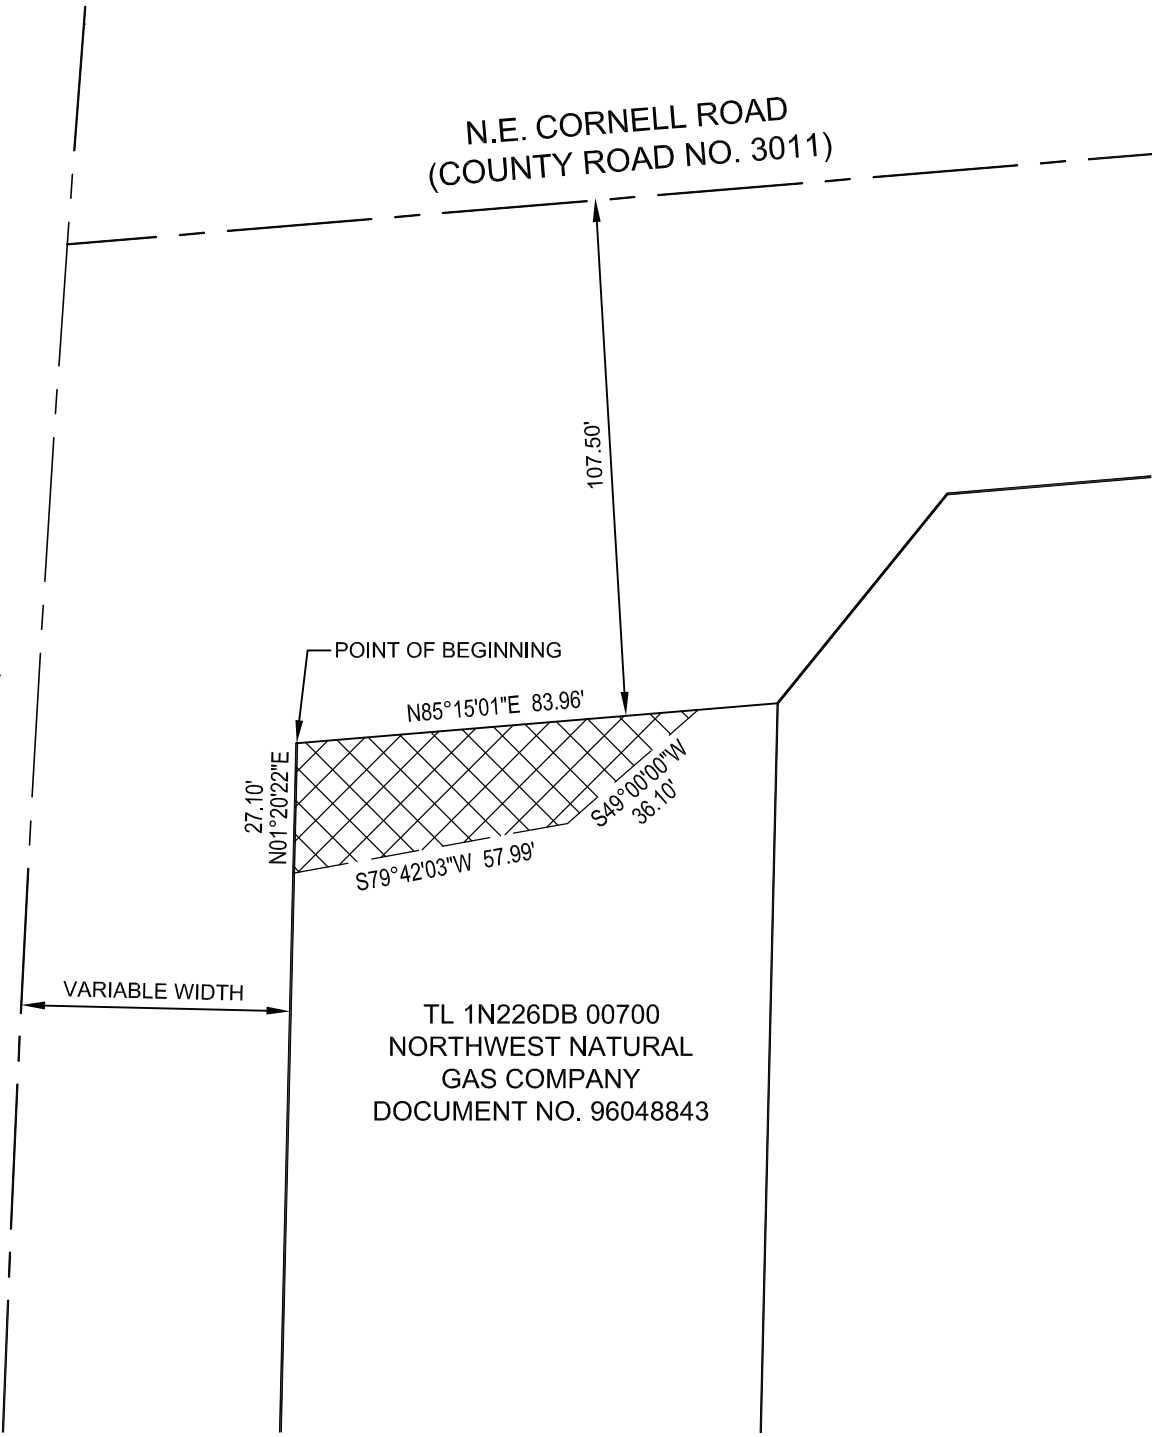 N.E. CORNELL ROAD
(COUNTY ROAD NO. 3011)
107.50'
POINT OF BEGINNING
N85°15'01"E 83.96'
27.10'
N01°20'22"E
S49°00'00"W
36.10'
S79°42'03"W 57.99'
VARIABLE WIDTH
TL 1N226DB 00700
NORTHWEST NATURAL
GAS COMPANY
DOCUMENT NO. 96048843